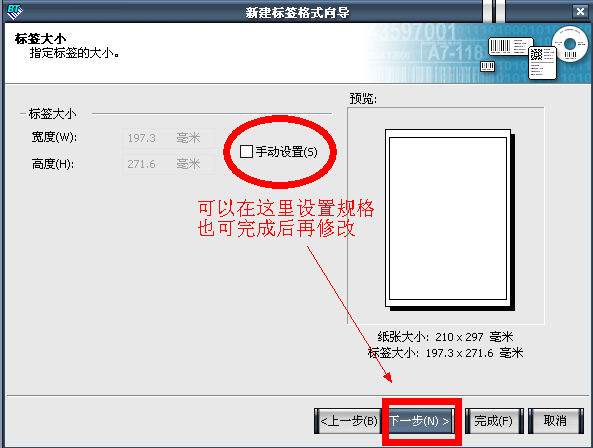 BT
新建标签格式向导
标签大小
指定标签的大小。
3597001
A7-118
标签大小
宽度(W):
197.3 毫米
高度(H):
271.6 毫米
手动设置(S)
预览:
可以在这里设置规格
也可完成后再修改
纸张大小: 210 x 297 毫米
标签大小: 197.3 x 271.6 毫米
<上一步(B)
下一步(N) >
完成(F)
取消